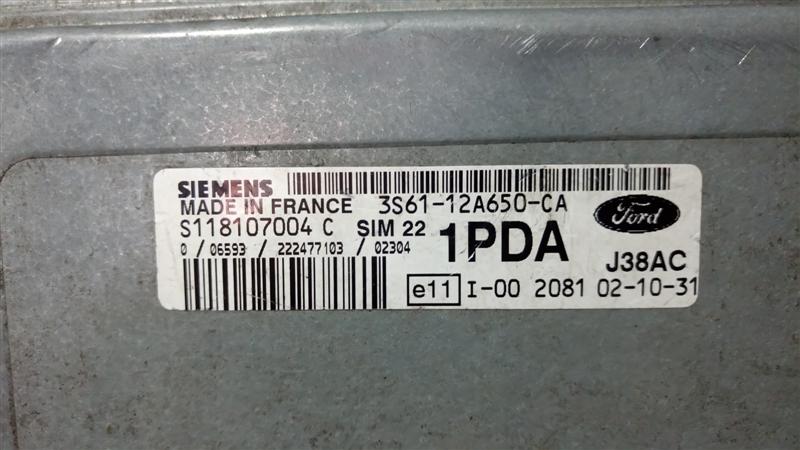 SIEMENS
MADE IN FRANCE 3S61-12A650-CA
S118107004 C SIM 22
0 / 06593 / 222477103 / 02304
1PDA
Ford
J38AC
e11 I-00 2081 02-10-31